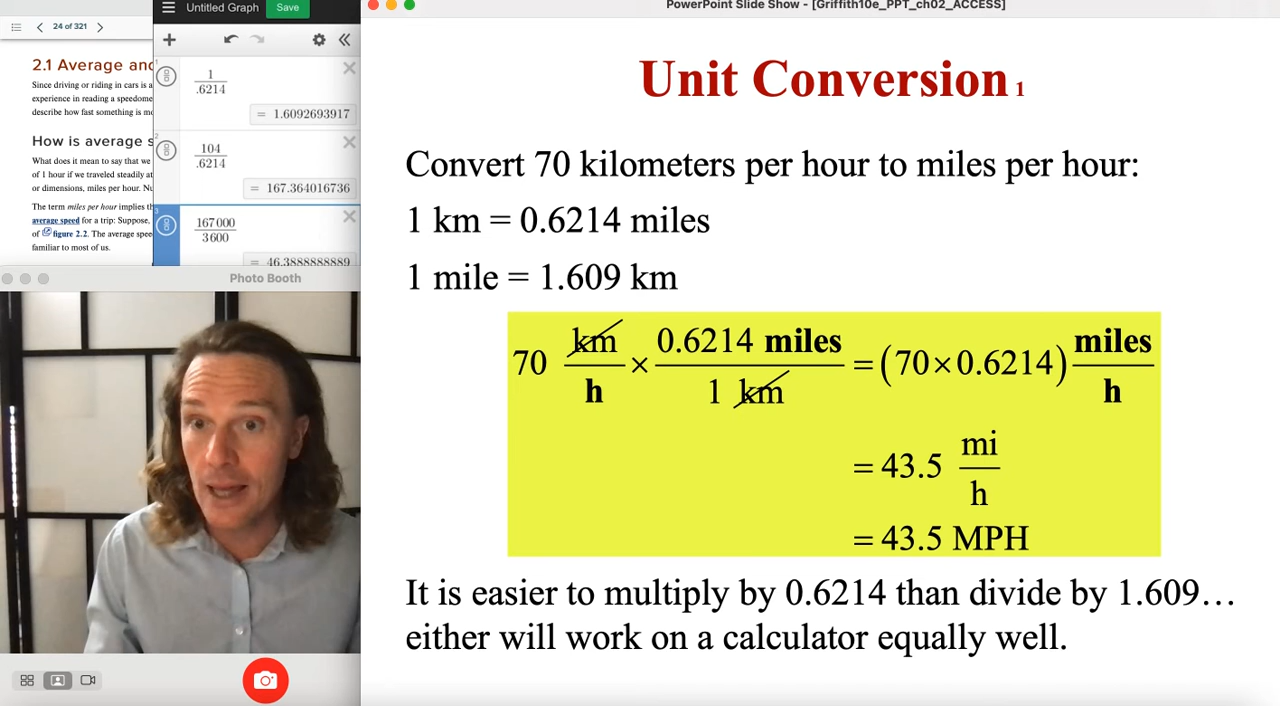 24 of 321
2.1 Average and
Since driving or riding in cars is a
experience in reading a speedome
describe how fast something is mo
How is average s
What does it mean to say that we
of 1 hour if we traveled steadily at
or dimensions, miles per hour. Nu
The term miles per hour implies th
average speed for a trip: Suppose,
of figure 2.2. The average spee
familiar to most of us.
Untitled Graph
Save
1
1
.6214
= 1.6092693917
2
104
.6214
= 167.364016736
3
167000
3600
= 46.3888888889
Photo Booth
PowerPoint Slide Show - [Griffith10e_PPT_ch02_ACCESS]
Unit Conversion 1
Convert 70 kilometers per hour to miles per hour:
1 km = 0.6214 miles
1 mile = 1.609 km
70 km/h × 0.6214 miles/1 km = (70×0.6214) miles/h
= 43.5 mi/h
= 43.5 MPH
It is easier to multiply by 0.6214 than divide by 1.609…
either will work on a calculator equally well.